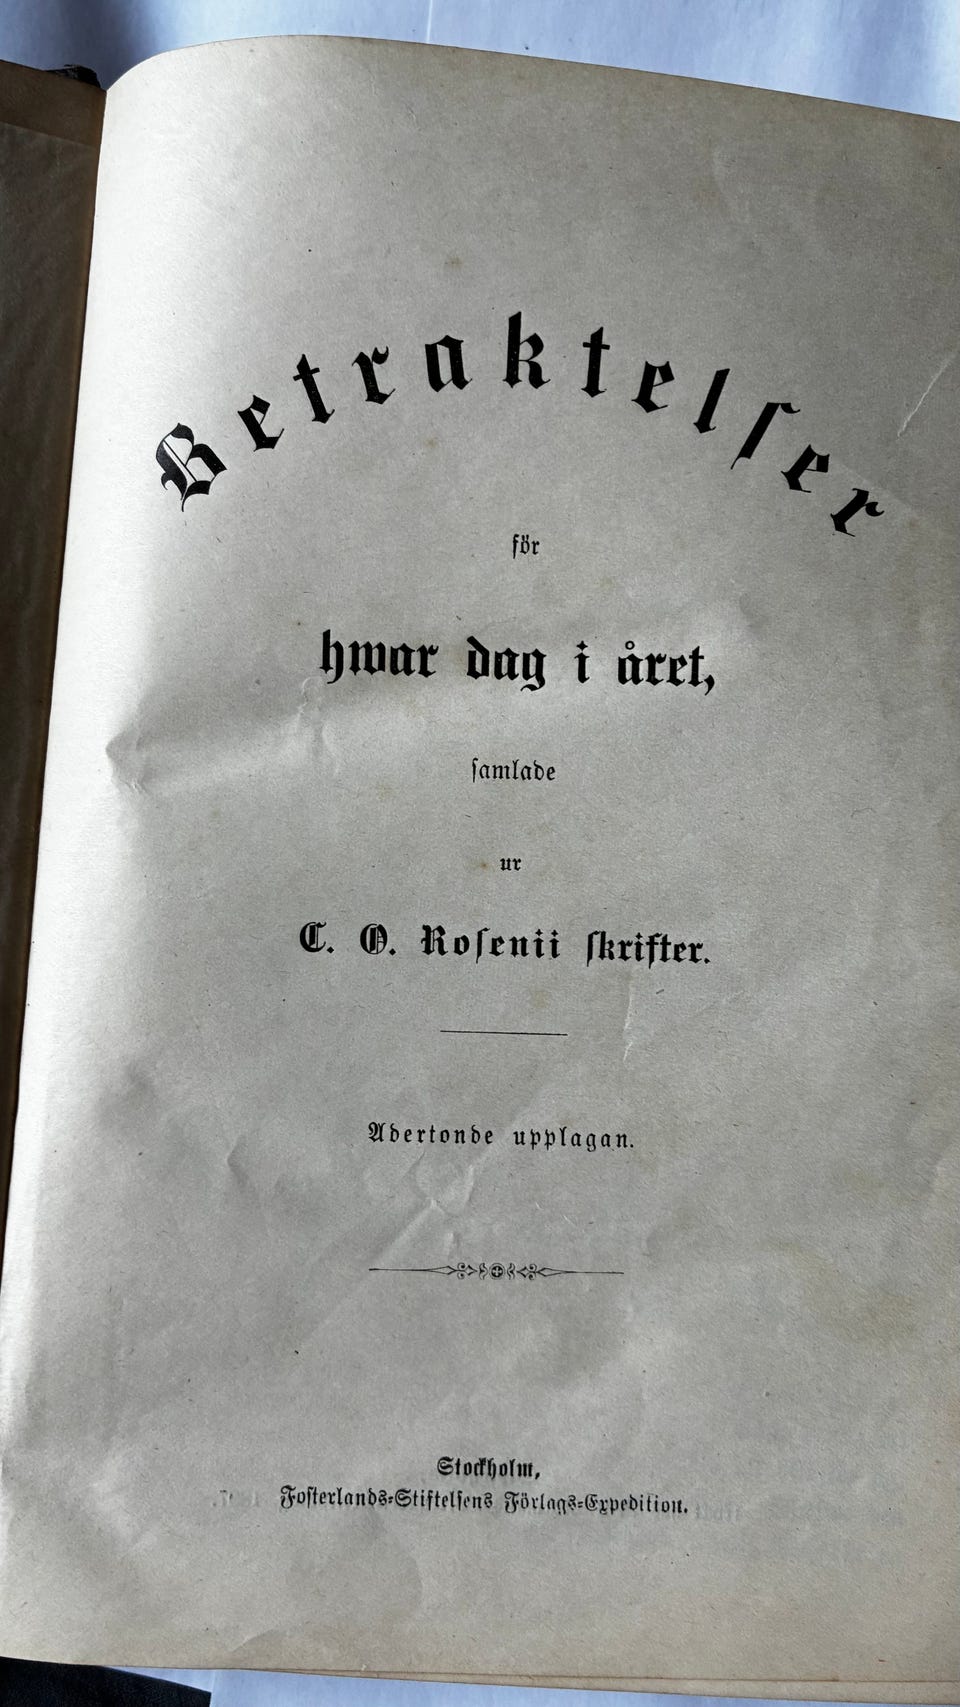 Betraktelser
för
hwar dag i året,
samlade
ur
C. O. Rosenii skrifter.
Adertonde upplagan.
Stockholm,
Fosterlands-Stiftelsens Förlags-Expedition.